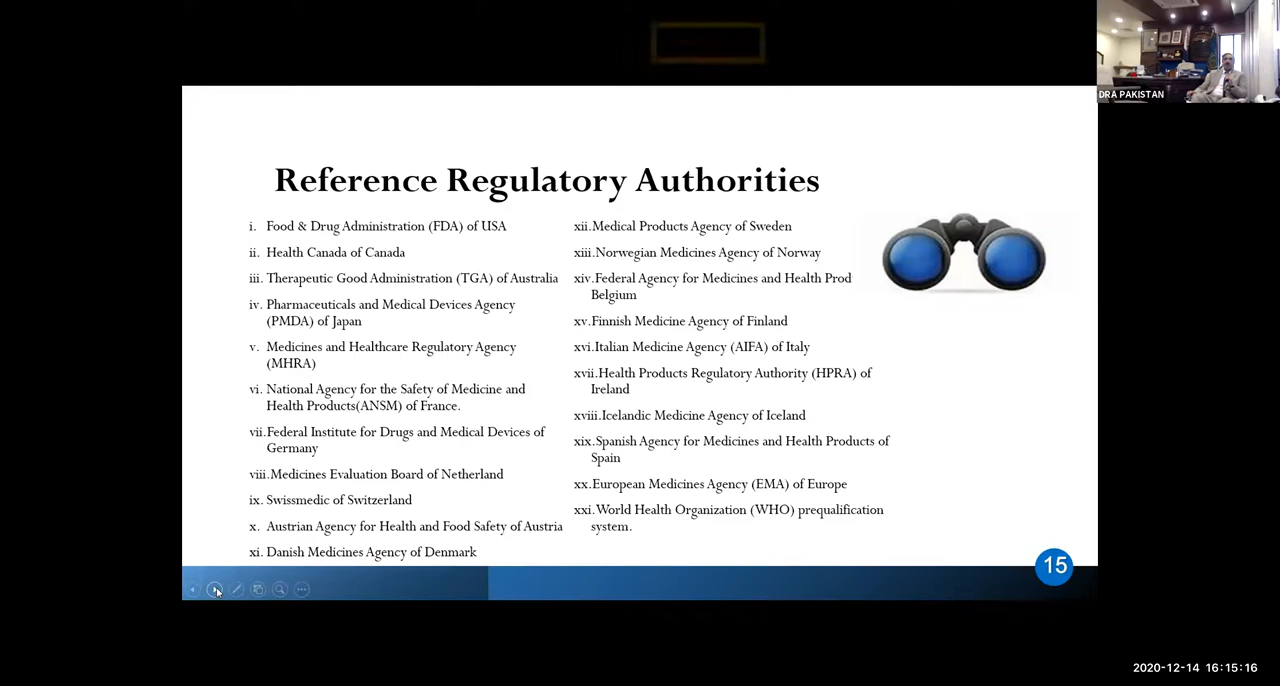 DRA PAKISTAN
Reference Regulatory Authorities
i. Food & Drug Administration (FDA) of USA
ii. Health Canada of Canada
iii. Therapeutic Good Administration (TGA) of Australia
iv. Pharmaceuticals and Medical Devices Agency
(PMDA) of Japan
v. Medicines and Healthcare Regulatory Agency
(MHRA)
vi. National Agency for the Safety of Medicine and
Health Products(ANSM) of France.
vii.Federal Institute for Drugs and Medical Devices of
Germany
viii.Medicines Evaluation Board of Netherland
ix. Swissmedic of Switzerland
x. Austrian Agency for Health and Food Safety of Austria
xi. Danish Medicines Agency of Denmark
xii.Medical Products Agency of Sweden
xiii.Norwegian Medicines Agency of Norway
xiv.Federal Agency for Medicines and Health Prod
Belgium
xv.Finnish Medicine Agency of Finland
xvi.Italian Medicine Agency (AIFA) of Italy
xvii.Health Products Regulatory Authority (HPRA) of
Ireland
xviii.Icelandic Medicine Agency of Iceland
xix.Spanish Agency for Medicines and Health Products of
Spain
xx.European Medicines Agency (EMA) of Europe
xxi.World Health Organization (WHO) prequalification
system.
15
2020-12-14 16:15:16